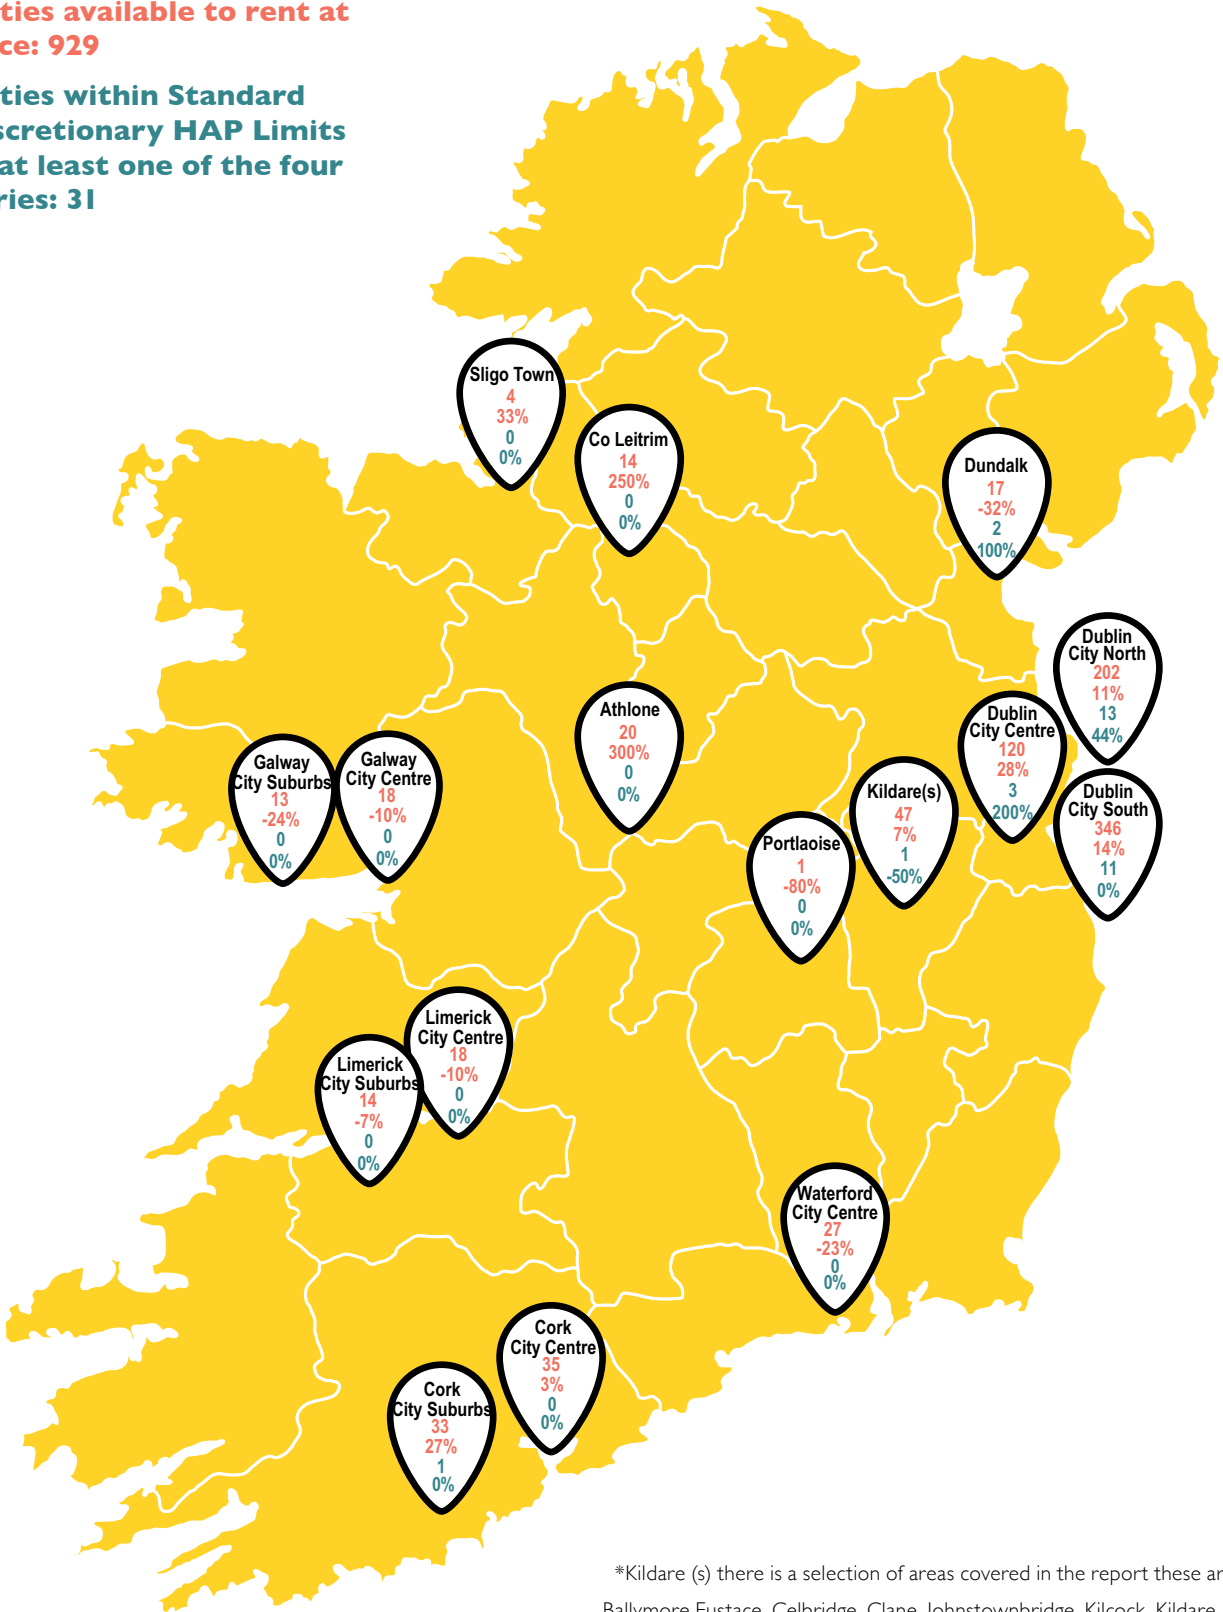 ties available to rent at
ce: 929
ties within Standard
scretionary HAP Limits
at least one of the four
ries: 31
Sligo Town
4
33%
0
0%
Co Leitrim
14
250%
0
0%
Dundalk
17
-32%
2
100%
Dublin
City North
202
11%
13
44%
Athlone
20
300%
0
0%
Dublin
City Centre
120
28%
3
200%
Galway
City Suburbs
13
-24%
0
0%
Galway
City Centre
18
-10%
0
0%
Kildare(s)
47
7%
1
-50%
Dublin
City South
346
14%
11
0%
Portlaoise
1
-80%
0
0%
Limerick
City Centre
18
-10%
0
0%
Limerick
City Suburbs
14
-7%
0
0%
Waterford
City Centre
27
-23%
0
0%
Cork
City Centre
35
3%
0
0%
Cork
City Suburbs
33
27%
1
0%
*Kildare (s) there is a selection of areas covered in the report these ar
Ballymore Eustace, Celbridge, Clane, Johnstownbridge, Kilcock, Kildare